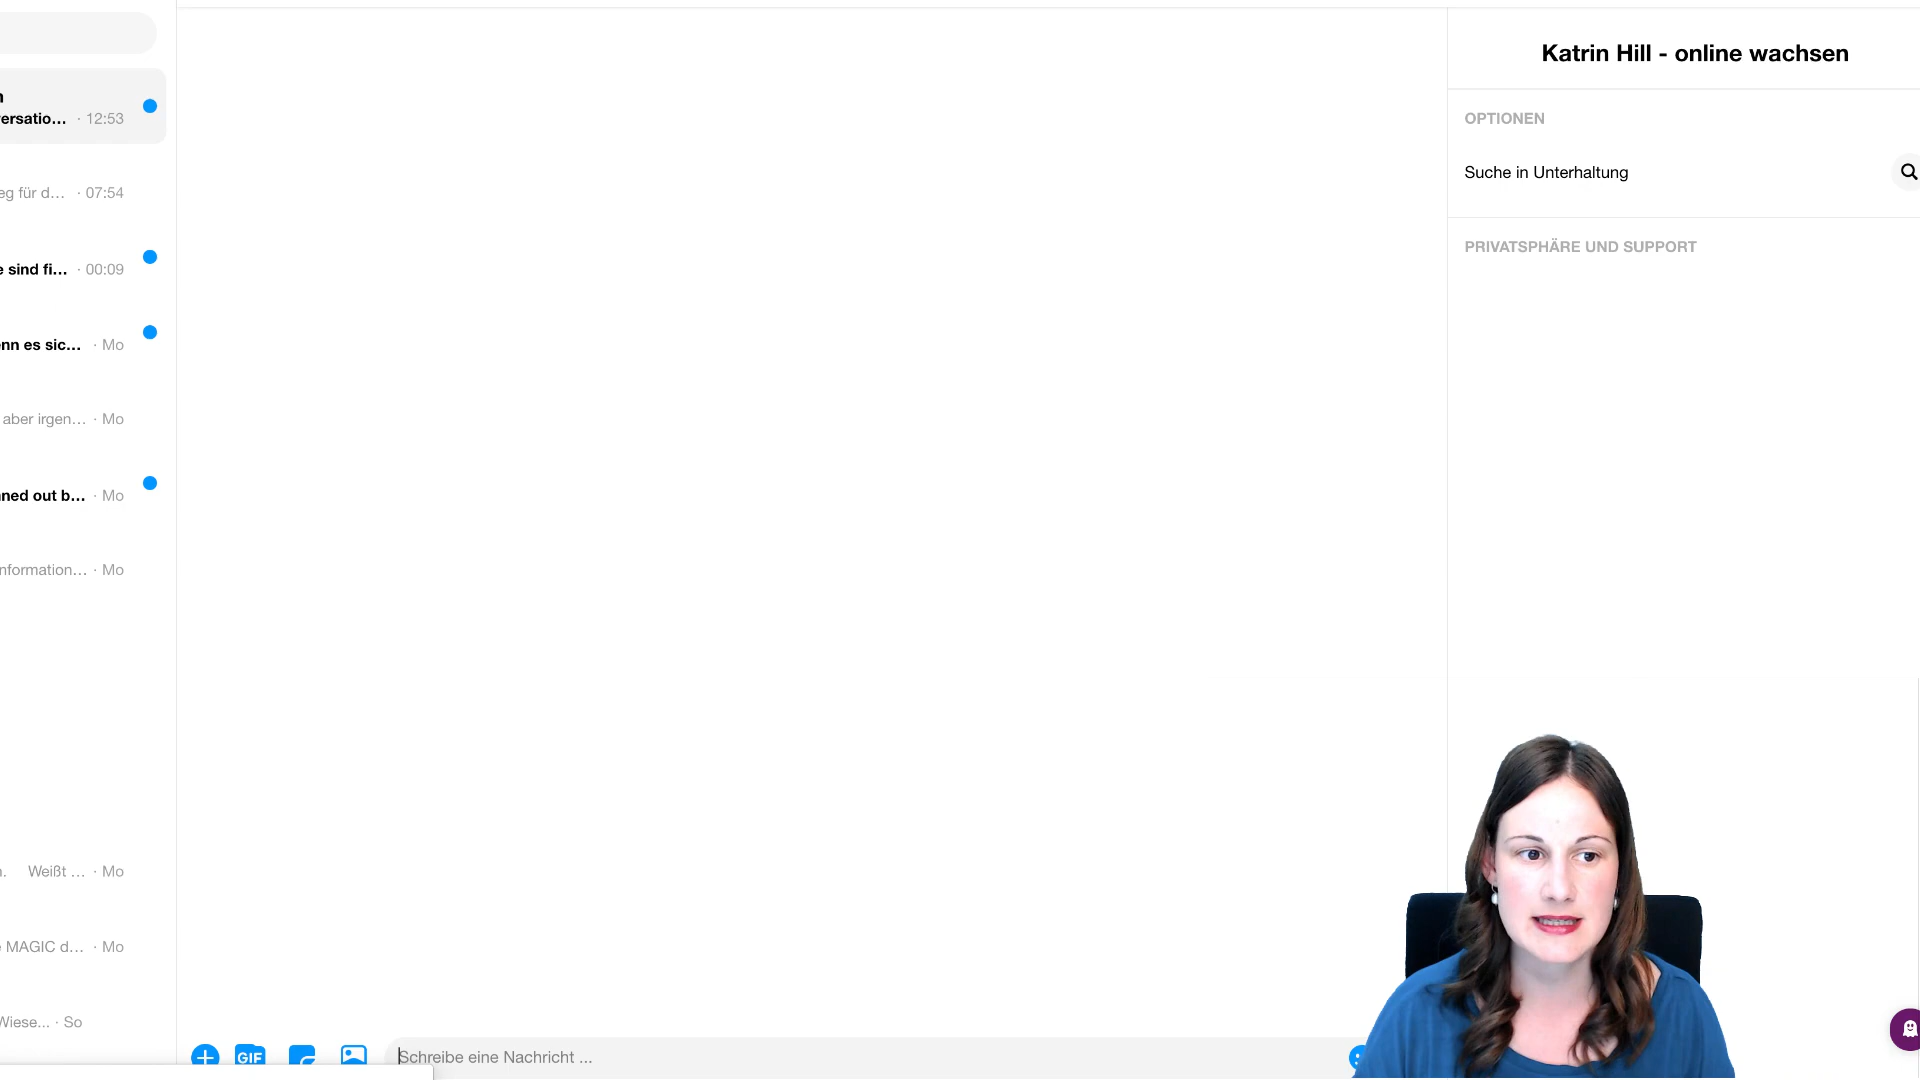 Katrin Hill - online wachsen
OPTIONEN
Suche in Unterhaltung
PRIVATSPHÄRE UND SUPPORT
ersatio... · 12:53
eg für d... · 07:54
e sind fi... · 00:09
nn es sic... · Mo
aber irgen... · Mo
ned out b... · Mo
nformation... · Mo
Weißt ... · Mo
MAGIC d... · Mo
Wiese... · So
GIF
Schreibe eine Nachricht ...